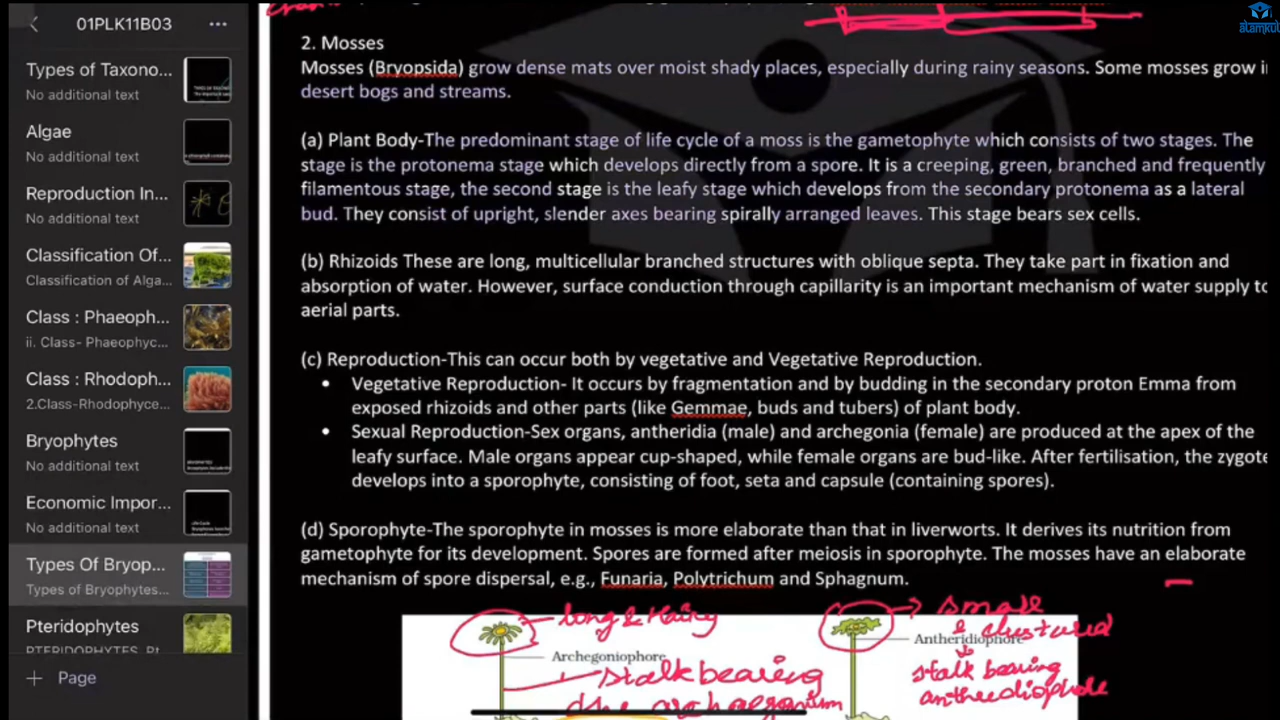 01PLK11B03
Types of Taxono...
No additional text
Algae
No additional text
Reproduction In...
No additional text
Classification Of...
Classification of Alga...
Class : Phaeoph...
ii. Class- Phaeophyc...
Class : Rhodoph...
2.Class-Rhodophyce...
Bryophytes
No additional text
Economic Impor...
No additional text
Types Of Bryop...
Types of Bryophytes...
Pteridophytes
PTERIDOPHYTES Pt
+ Page
alamkul
2. Mosses
Mosses (Bryopsida) grow dense mats over moist shady places, especially during rainy seasons. Some mosses grow in
desert bogs and streams.
(a) Plant Body-The predominant stage of life cycle of a moss is the gametophyte which consists of two stages. The
stage is the protonema stage which develops directly from a spore. It is a creeping, green, branched and frequently
filamentous stage, the second stage is the leafy stage which develops from the secondary protonema as a lateral
bud. They consist of upright, slender axes bearing spirally arranged leaves. This stage bears sex cells.
(b) Rhizoids These are long, multicellular branched structures with oblique septa. They take part in fixation and
absorption of water. However, surface conduction through capillarity is an important mechanism of water supply to
aerial parts.
(c) Reproduction-This can occur both by vegetative and Vegetative Reproduction.
• Vegetative Reproduction- It occurs by fragmentation and by budding in the secondary proton Emma from
exposed rhizoids and other parts (like Gemmae, buds and tubers) of plant body.
• Sexual Reproduction-Sex organs, antheridia (male) and archegonia (female) are produced at the apex of the
leafy surface. Male organs appear cup-shaped, while female organs are bud-like. After fertilisation, the zygote
develops into a sporophyte, consisting of foot, seta and capsule (containing spores).
(d) Sporophyte-The sporophyte in mosses is more elaborate than that in liverworts. It derives its nutrition from
gametophyte for its development. Spores are formed after meiosis in sporophyte. The mosses have an elaborate
mechanism of spore dispersal, e.g., Funaria, Polytrichum and Sphagnum.
long & Hairy
Archegoniophore
stalk bearing
the archegonium
small
& clustured
Antheridiophore
stalk bearing
antheridiophole